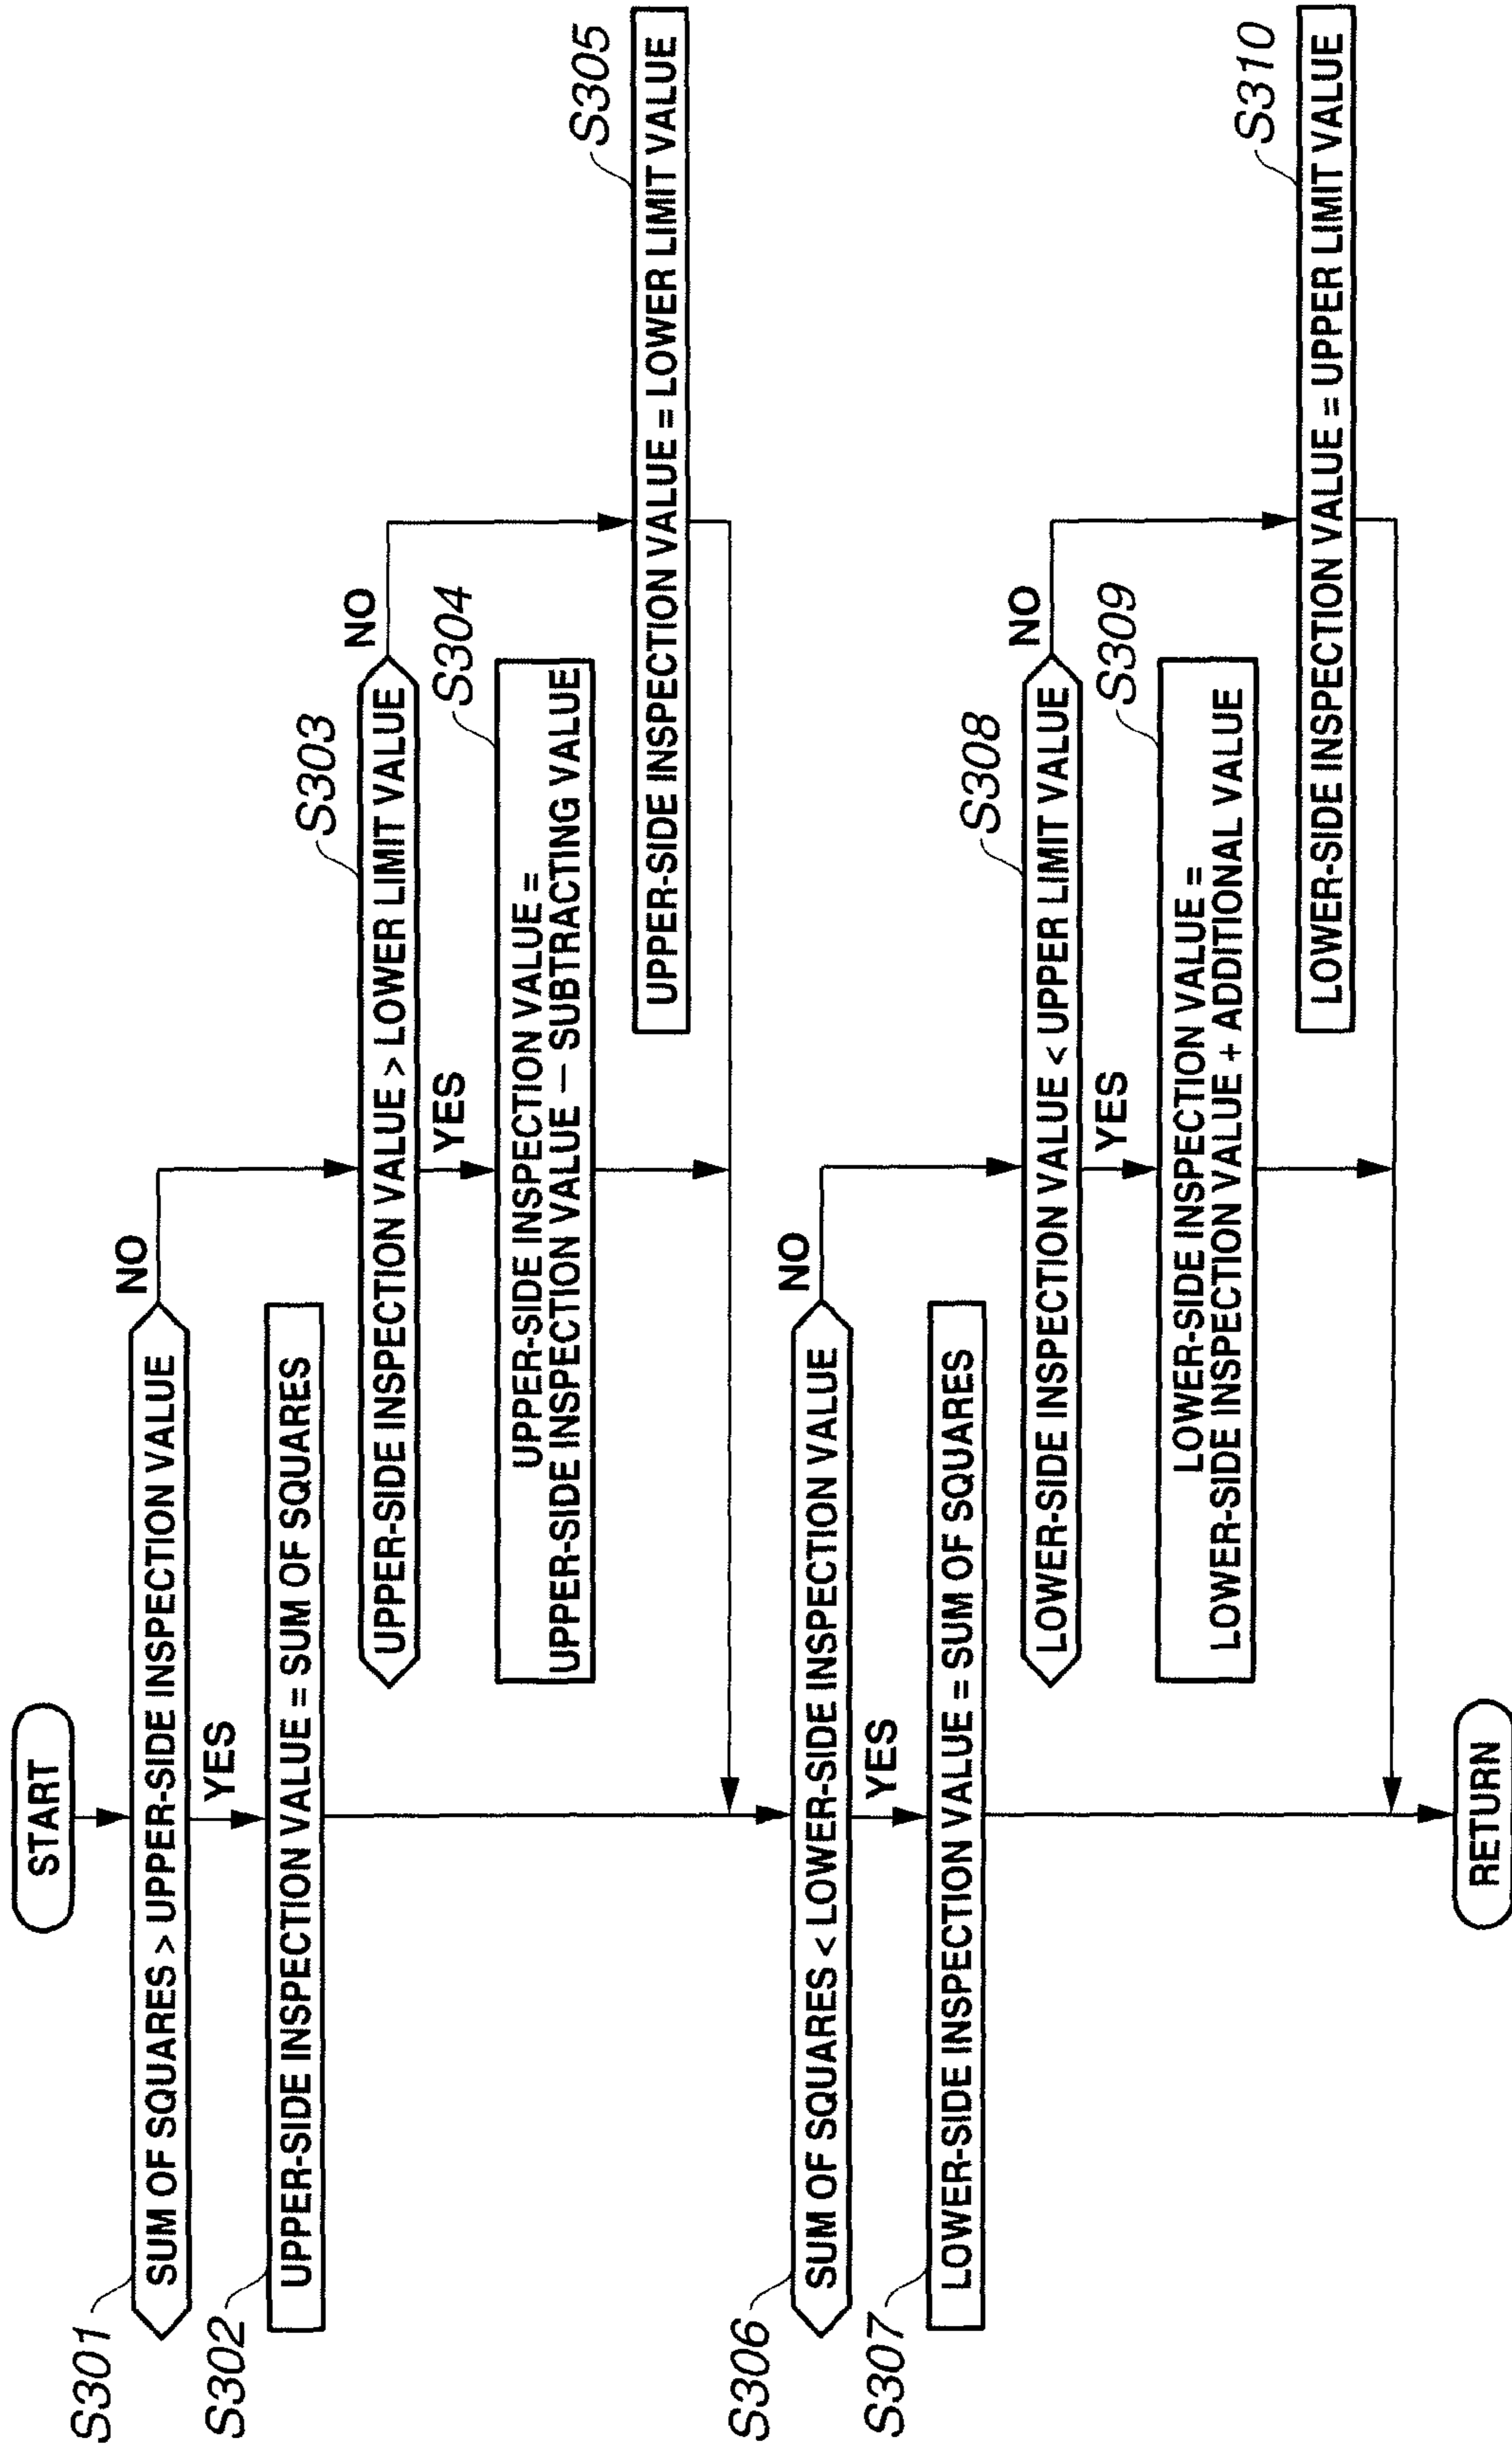 START
S301
SUM OF SQUARES > UPPER-SIDE INSPECTION VALUE
NO
YES
S302
UPPER-SIDE INSPECTION VALUE = SUM OF SQUARES
S303
UPPER-SIDE INSPECTION VALUE > LOWER LIMIT VALUE
NO
YES
S304
UPPER-SIDE INSPECTION VALUE =
UPPER-SIDE INSPECTION VALUE — SUBTRACTING VALUE
S305
UPPER-SIDE INSPECTION VALUE = LOWER LIMIT VALUE
S306
SUM OF SQUARES < LOWER-SIDE INSPECTION VALUE
NO
YES
S307
LOWER-SIDE INSPECTION VALUE = SUM OF SQUARES
S308
LOWER-SIDE INSPECTION VALUE < UPPER LIMIT VALUE
NO
YES
S309
LOWER-SIDE INSPECTION VALUE =
LOWER-SIDE INSPECTION VALUE + ADDITIONAL VALUE
S310
LOWER-SIDE INSPECTION VALUE = UPPER LIMIT VALUE
RETURN